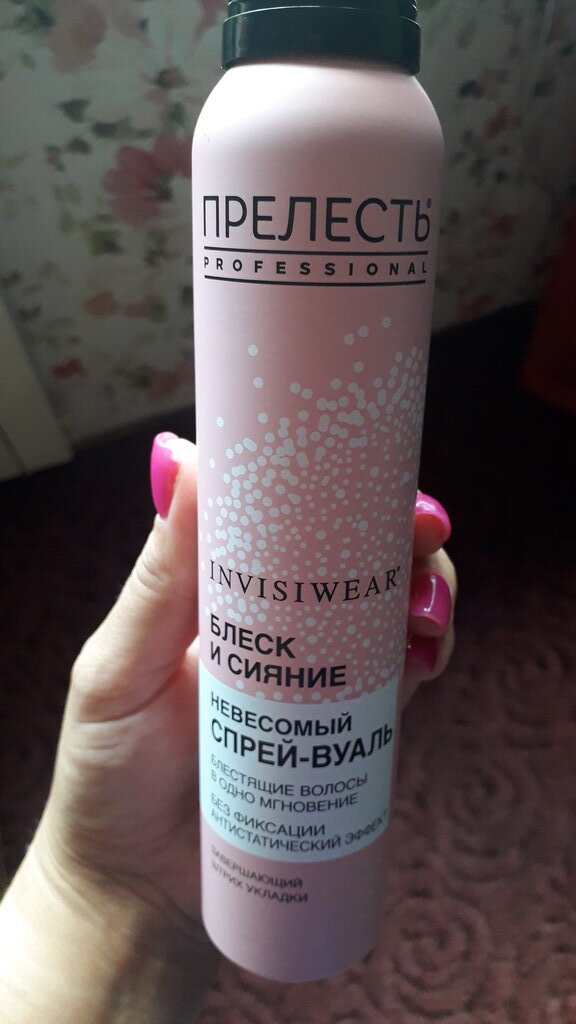 ПРЕЛЕСТЬ®
PROFESSIONAL
INVISIWEAR®
БЛЕСК
И СИЯНИЕ
НЕВЕСОМЫЙ
СПРЕЙ-ВУАЛЬ
БЛЕСТЯЩИЕ ВОЛОСЫ
В ОДНО МГНОВЕНИЕ
БЕЗ ФИКСАЦИИ
АНТИСТАТИЧЕСКИЙ ЭФФЕКТ
ЗАВЕРШАЮЩИЙ
ШТРИХ УКЛАДКИ